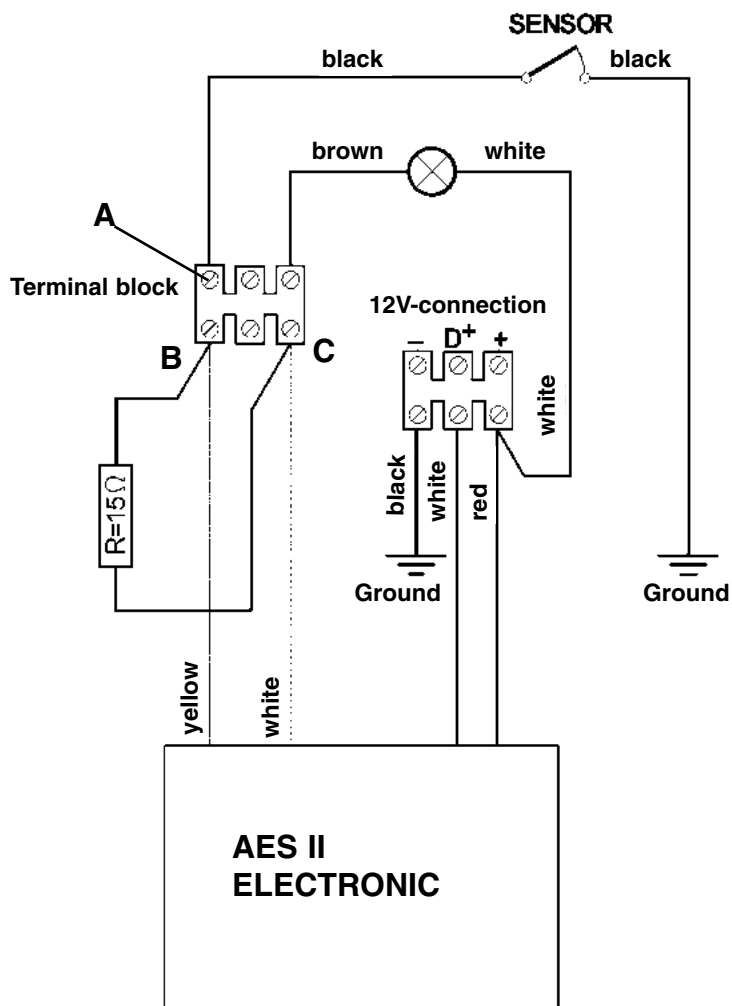 SENSOR
black
black
brown
white
A
Terminal block
12V-connection
− D+ +
B
C
white
black
white
red
R=15Ω
Ground
Ground
yellow
white
AES II
ELECTRONIC